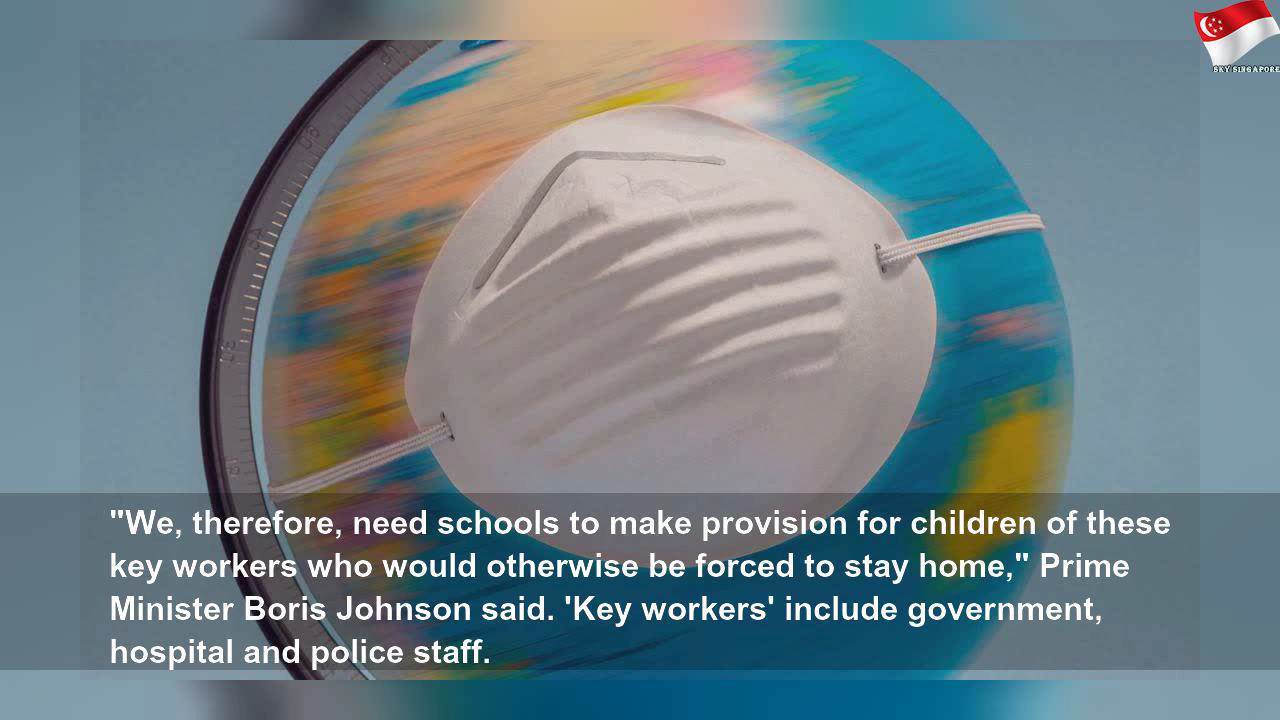 SKY SINGAPORE
"We, therefore, need schools to make provision for children of these
key workers who would otherwise be forced to stay home," Prime
Minister Boris Johnson said. 'Key workers' include government,
hospital and police staff.